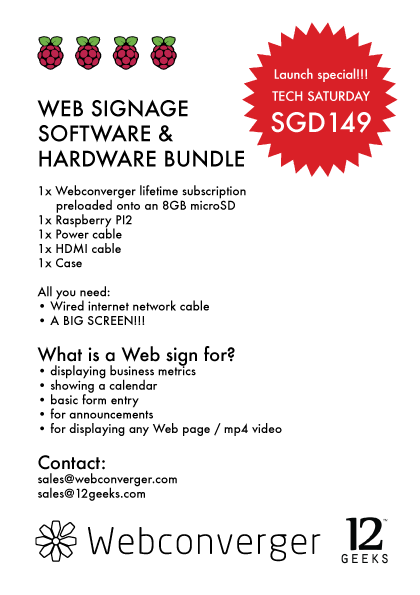 Launch special!!!
TECH SATURDAY
SGD149
WEB SIGNAGE
SOFTWARE &
HARDWARE BUNDLE
1x Webconverger lifetime subscription
preloaded onto an 8GB microSD
1x Raspberry PI2
1x Power cable
1x HDMI cable
1x Case
All you need:
• Wired internet network cable
• A BIG SCREEN!!!
What is a Web sign for?
• displaying business metrics
• showing a calendar
• basic form entry
• for announcements
• for displaying any Web page / mp4 video
Contact:
sales@webconverger.com
sales@12geeks.com
Webconverger
12™
GEEKS